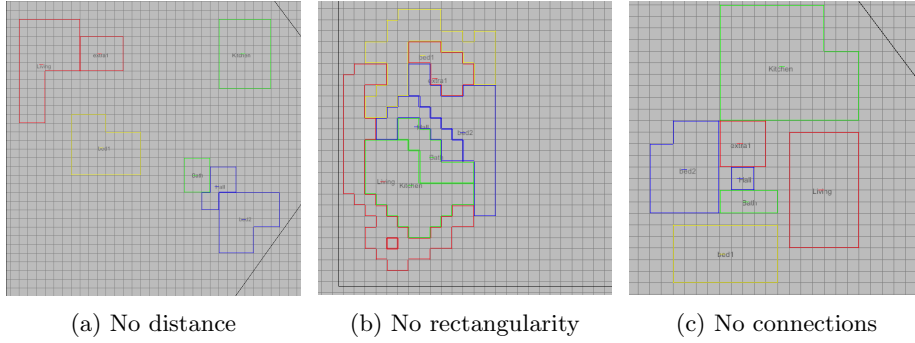 Living
extra1
Kitchen
bed1
Bath
Hall
bed2
bed1
extra1
Hall
bed2
Bath
Living
Kitchen
Kitchen
extra1
bed2
Hall
Living
Bath
bed1
(a) No distance
(b) No rectangularity
(c) No connections